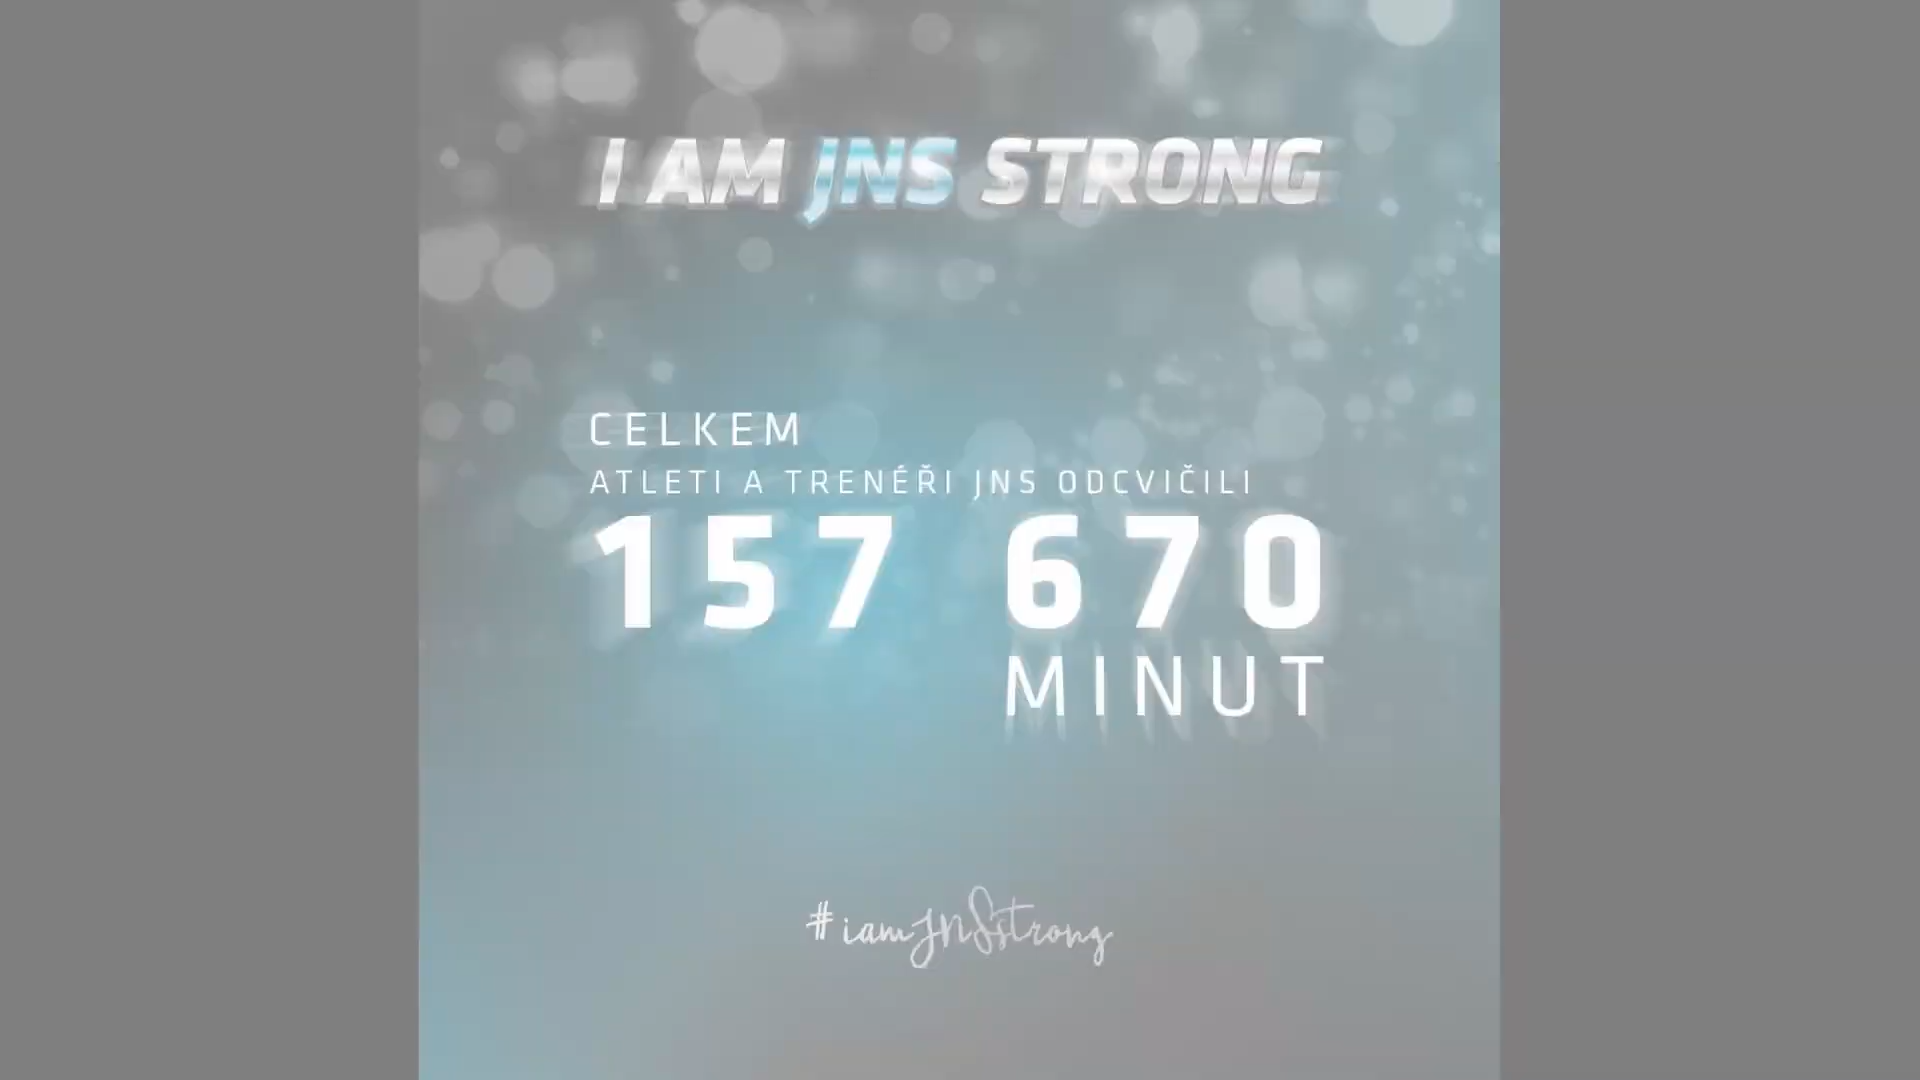 I AM JNS STRONG
CELKEM
ATLETI A TRENÉŘI JNS ODCVIČILI
157 670
MINUT
#iamJNSstrong